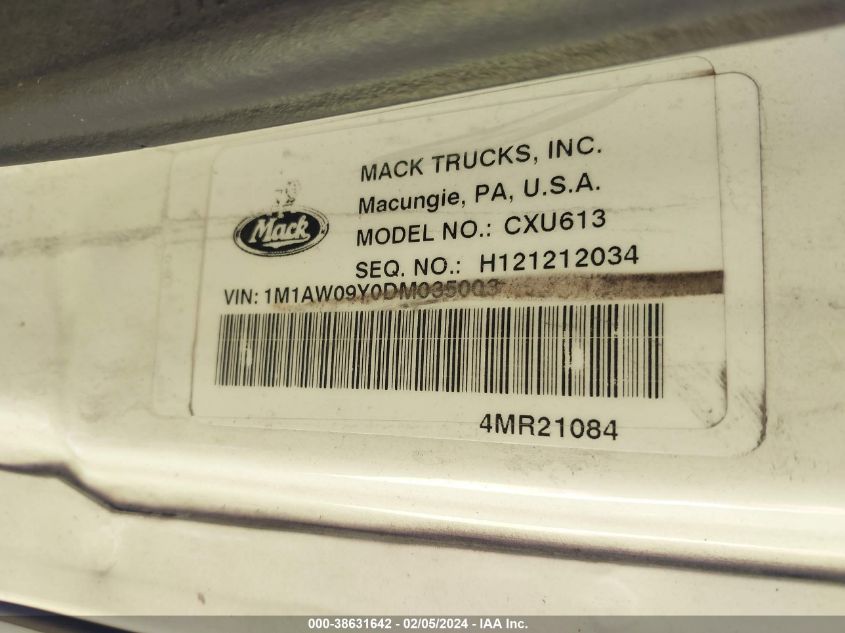 MACK TRUCKS, INC.
Macungie, PA, U.S.A.
Mack
MODEL NO.: CXU613
SEQ. NO.: H121212034
VIN: 1M1AW09Y0DM035003
4MR21084
000-38631642 - 02/05/2024 - IAA Inc.